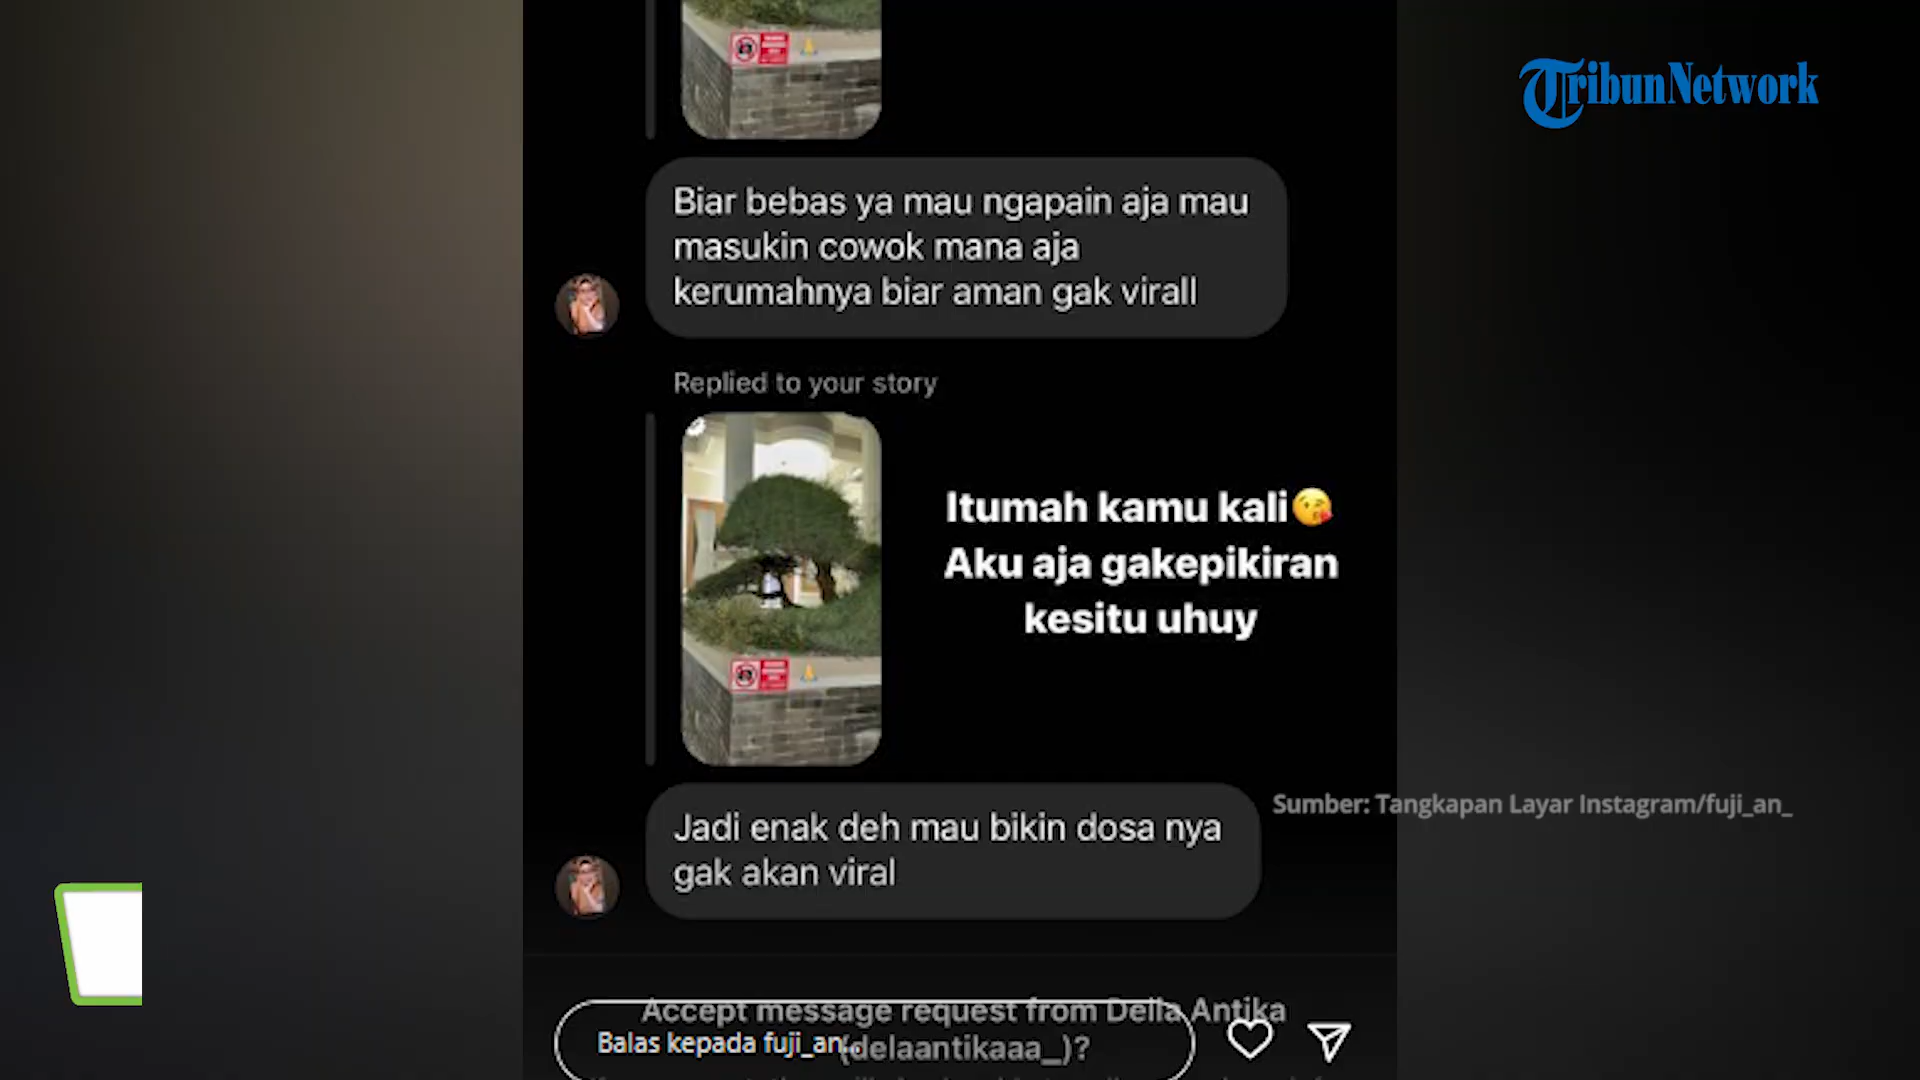 TribunNetwork
Biar bebas ya mau ngapain aja mau
masukin cowok mana aja
kerumahnya biar aman gak virall
Replied to your story
Itumah kamu kali😘
Aku aja gakepikiran
kesitu uhuy
Jadi enak deh mau bikin dosa nya
gak akan viral
Sumber: Tangkapan Layar Instagram/fuji_an_
Accept message request from Della Antika
(delaantikaaa_)?
Balas kepada fuji_an...